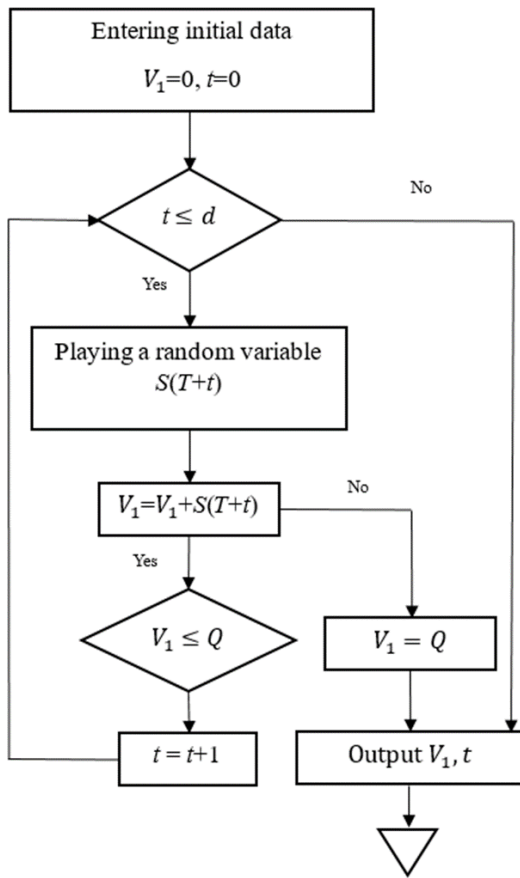 Entering initial data
V₁=0, t=0
t ≤ d
No
Yes
Playing a random variable
S(T+t)
V₁=V₁+S(T+t)
No
Yes
V₁ ≤ Q
V₁ = Q
t = t+1
Output V₁, t